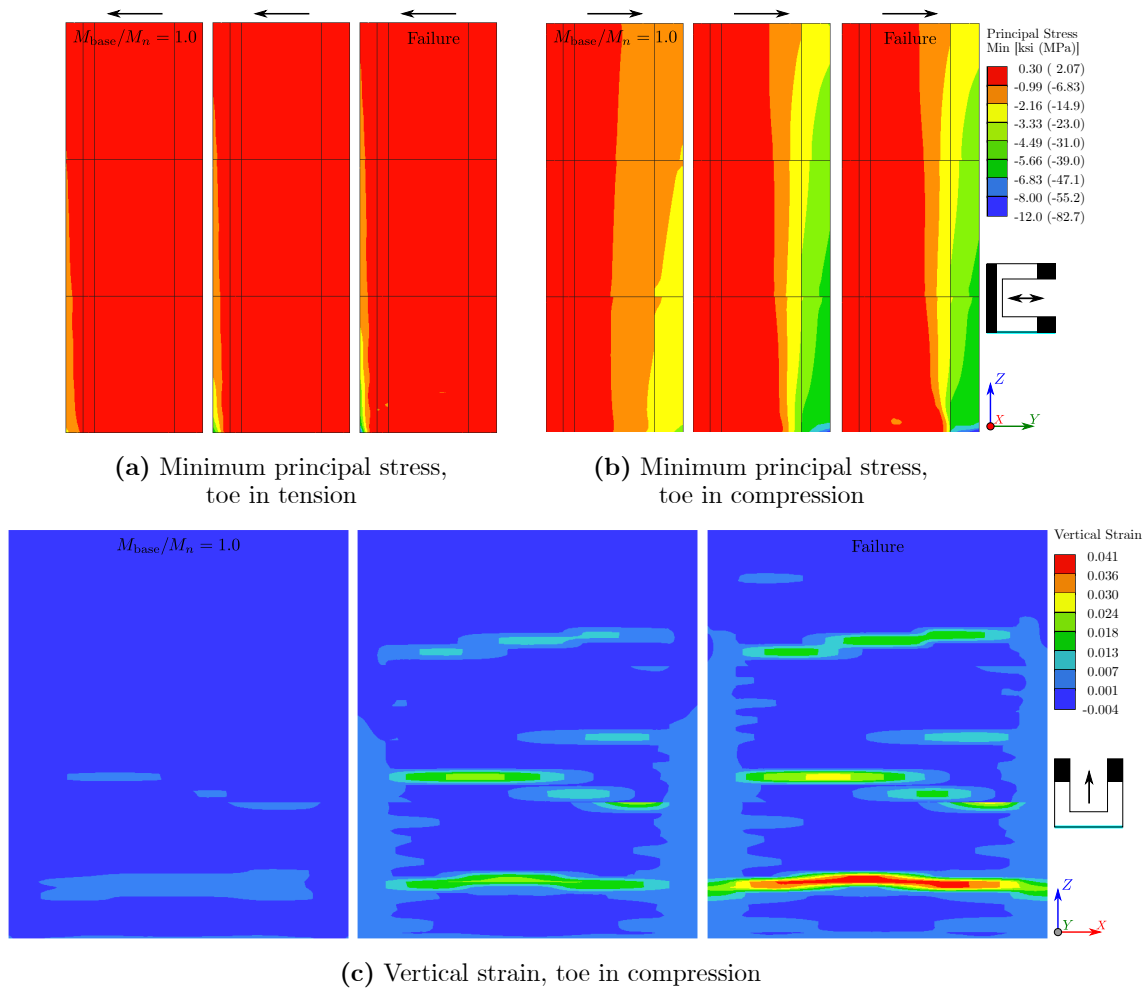 M_base/M_n = 1.0
Failure
M_base/M_n = 1.0
Failure
Principal Stress
Min [ksi (MPa)]
0.30 ( 2.07)
-0.99 (-6.83)
-2.16 (-14.9)
-3.33 (-23.0)
-4.49 (-31.0)
-5.66 (-39.0)
-6.83 (-47.1)
-8.00 (-55.2)
-12.0 (-82.7)
Z
X
Y
(a) Minimum principal stress,
toe in tension
(b) Minimum principal stress,
toe in compression
M_base/M_n = 1.0
Failure
Vertical Strain
0.041
0.036
0.030
0.024
0.018
0.013
0.007
0.001
-0.004
Z
Y
X
(c) Vertical strain, toe in compression